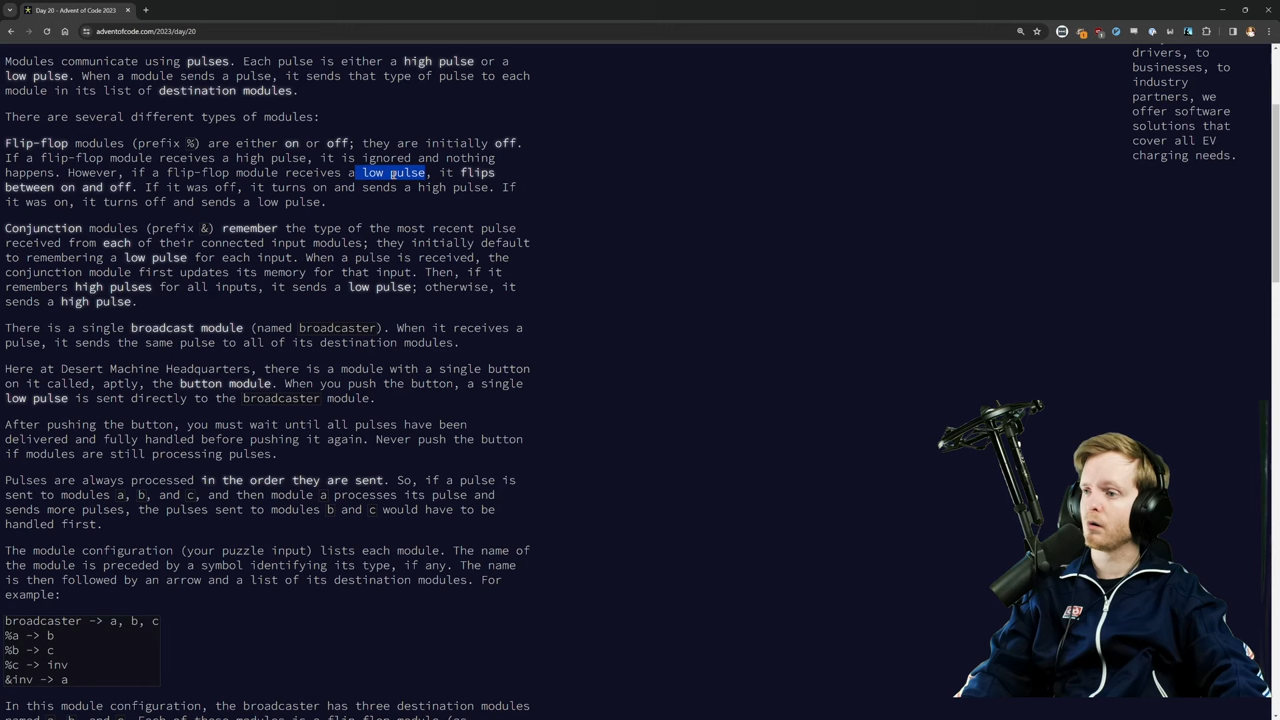 Day 20 - Advent of Code 2023
adventofcode.com/2023/day/20
Modules communicate using pulses. Each pulse is either a high pulse or a
low pulse. When a module sends a pulse, it sends that type of pulse to each
module in its list of destination modules.
There are several different types of modules:
Flip-flop modules (prefix %) are either on or off; they are initially off.
If a flip-flop module receives a high pulse, it is ignored and nothing
happens. However, if a flip-flop module receives a low pulse, it flips
between on and off. If it was off, it turns on and sends a high pulse. If
it was on, it turns off and sends a low pulse.
Conjunction modules (prefix &) remember the type of the most recent pulse
received from each of their connected input modules; they initially default
to remembering a low pulse for each input. When a pulse is received, the
conjunction module first updates its memory for that input. Then, if it
remembers high pulses for all inputs, it sends a low pulse; otherwise, it
sends a high pulse.
There is a single broadcast module (named broadcaster). When it receives a
pulse, it sends the same pulse to all of its destination modules.
Here at Desert Machine Headquarters, there is a module with a single button
on it called, aptly, the button module. When you push the button, a single
low pulse is sent directly to the broadcaster module.
After pushing the button, you must wait until all pulses have been
delivered and fully handled before pushing it again. Never push the button
if modules are still processing pulses.
Pulses are always processed in the order they are sent. So, if a pulse is
sent to modules a, b, and c, and then module a processes its pulse and
sends more pulses, the pulses sent to modules b and c would have to be
handled first.
The module configuration (your puzzle input) lists each module. The name of
the module is preceded by a symbol identifying its type, if any. The name
is then followed by an arrow and a list of its destination modules. For
example:
broadcaster -> a, b, c
%a -> b
%b -> c
%c -> inv
&inv -> a
In this module configuration, the broadcaster has three destination modules
drivers, to
businesses, to
industry
partners, we
offer software
solutions that
cover all EV
charging needs.